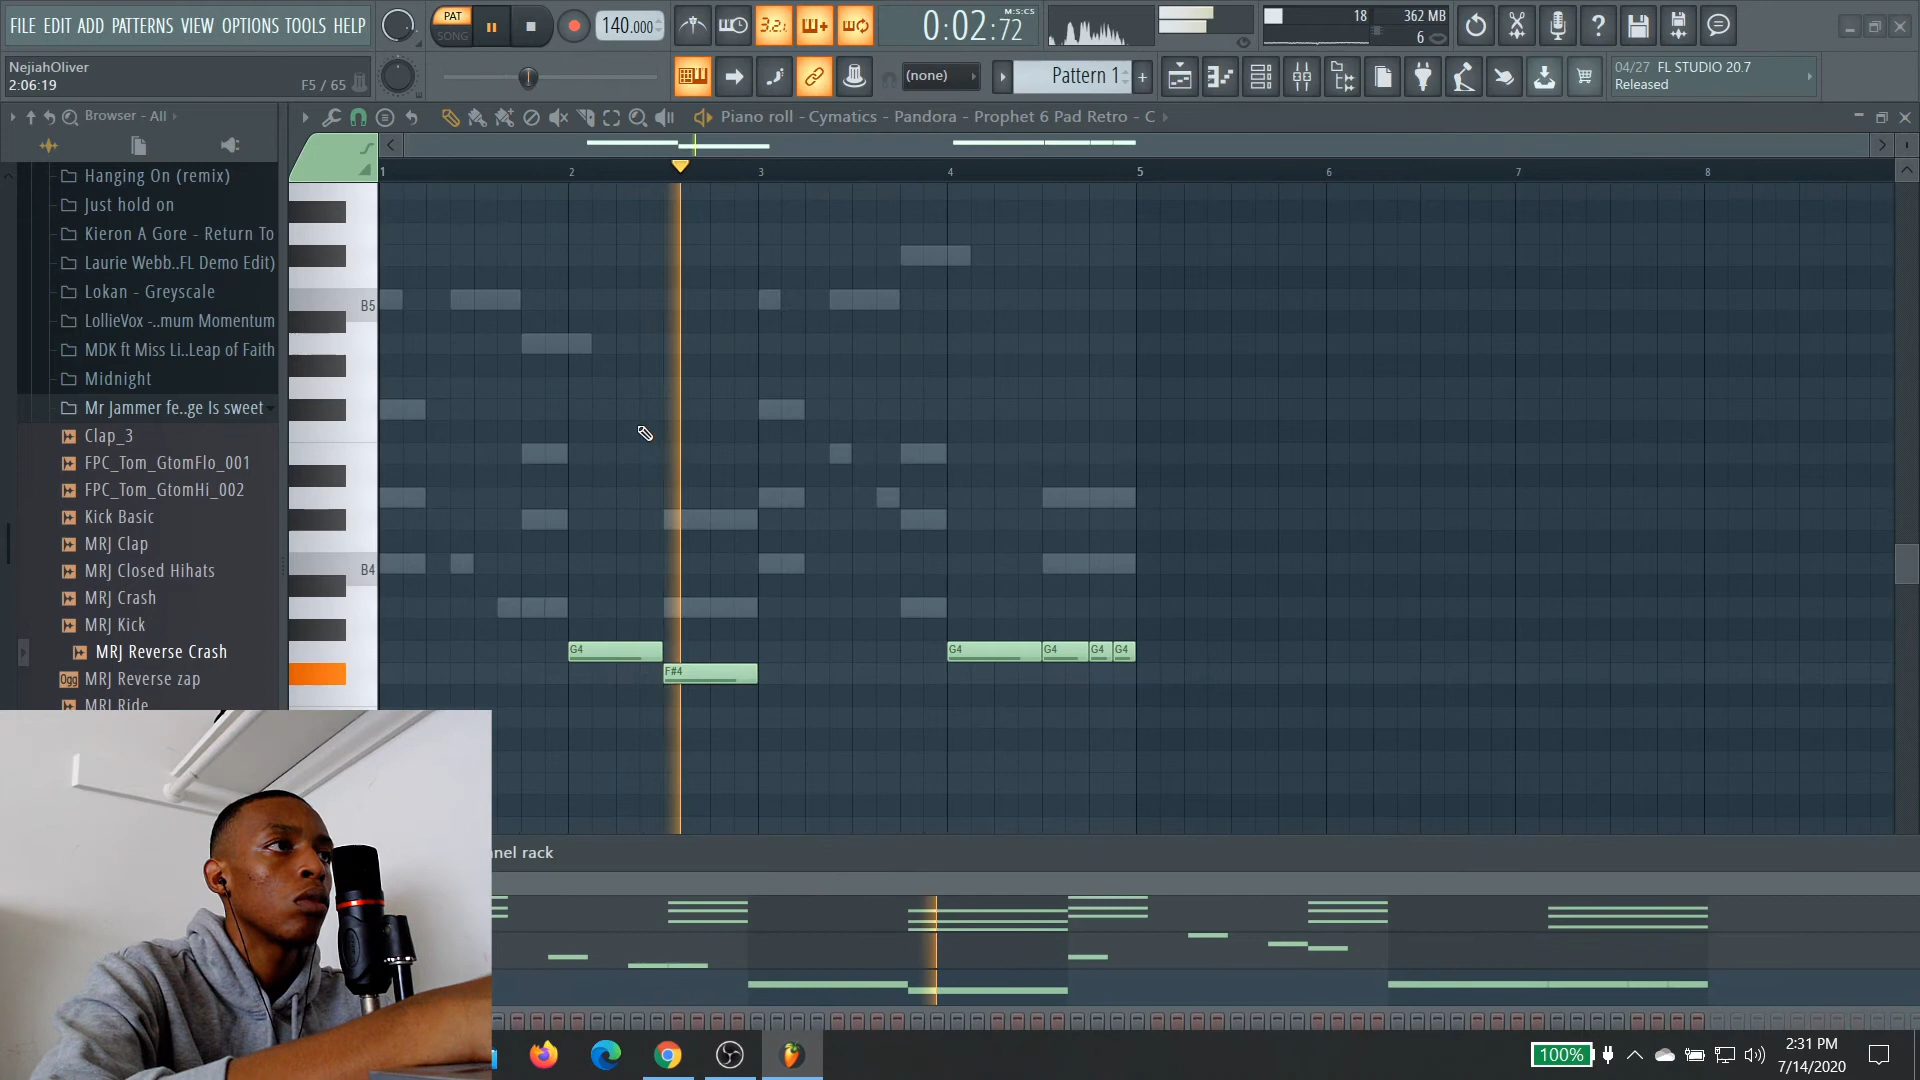 FILE EDIT ADD PATTERNS VIEW OPTIONS TOOLS HELP
PAT
SONG
140.000
3.2.
0:02:72
M:S:CS
18
362 MB
6
NejiahOliver
2:06:19
F5 / 65
(none)
Pattern 1
04/27 FL STUDIO 20.7
Released
Browser - All
Piano roll - Cymatics - Pandora - Prophet 6 Pad Retro - C
1 2 3 4 5 6 7 8
Hanging On (remix)
Just hold on
Kieron A Gore - Return To
Laurie Webb..FL Demo Edit)
Lokan - Greyscale
LollieVox -..mum Momentum
MDK ft Miss Li..Leap of Faith
Midnight
Mr Jammer fe..ge Is sweet
Clap_3
FPC_Tom_GtomFlo_001
FPC_Tom_GtomHi_002
Kick Basic
MRJ Clap
MRJ Closed Hihats
MRJ Crash
MRJ Kick
MRJ Reverse Crash
Ogg MRJ Reverse zap
MRJ Ride
B5
B4
G4
F#4
G4 G4 G4 G4
nel rack
100%
2:31 PM
7/14/2020